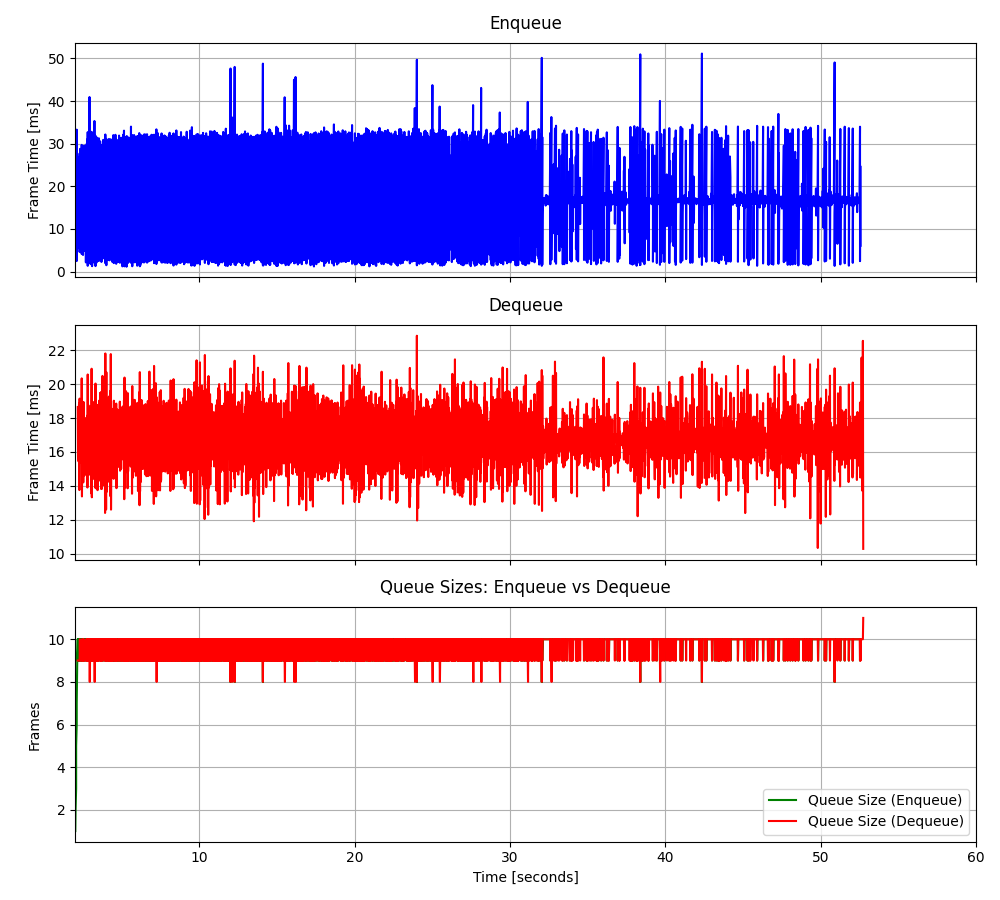 Enqueue
Frame Time [ms]
50
40
30
20
10
0
Dequeue
Frame Time [ms]
22
20
18
16
14
12
10
Queue Sizes: Enqueue vs Dequeue
Frames
10
8
6
4
2
Queue Size (Enqueue)
Queue Size (Dequeue)
10
20
30
40
50
60
Time [seconds]